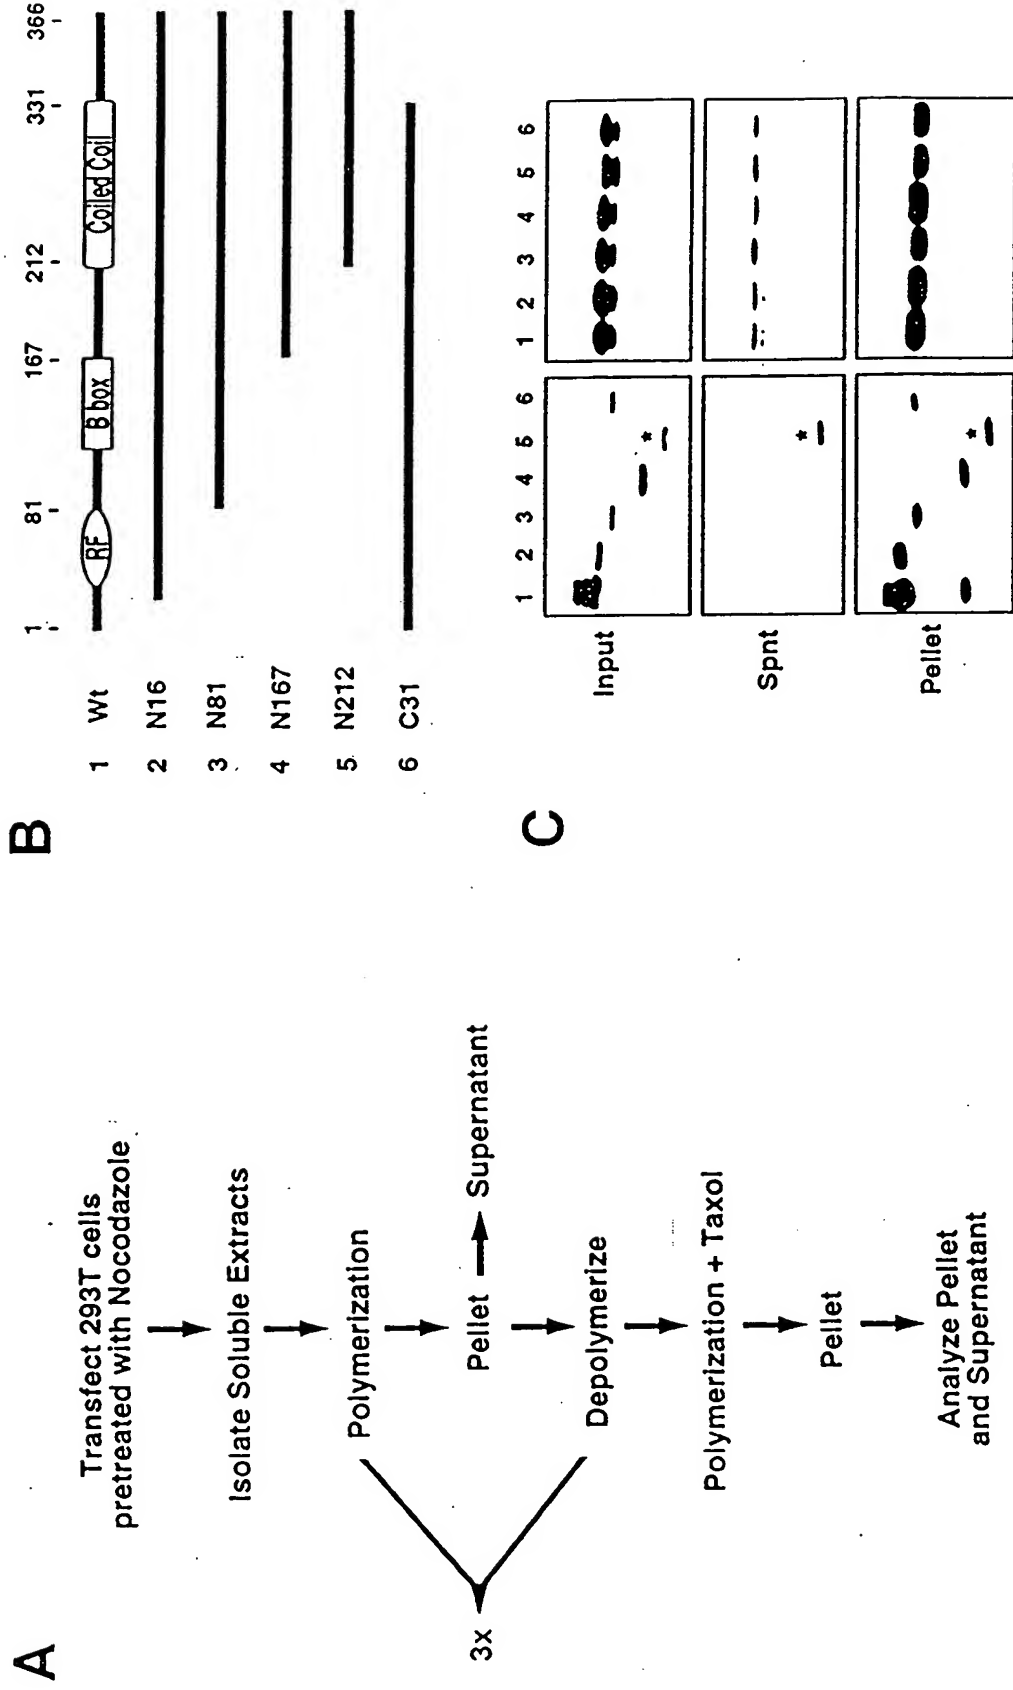 A
Transfect 293T cells
pretreated with Nocodazole
Isolate Soluble Extracts
Polymerization
Pellet Supernatant
3x
Depolymerize
Polymerization + Taxol
Pellet
Analyze Pellet
and Supernatant
B
1 81 167 212 331 366
1 Wt RF B box Coiled Coil
2 N16
3 N81
4 N167
5 N212
6 C31
C
1 2 3 4 5 6 1 2 3 4 5 6
Input *
Spnt *
Pellet *